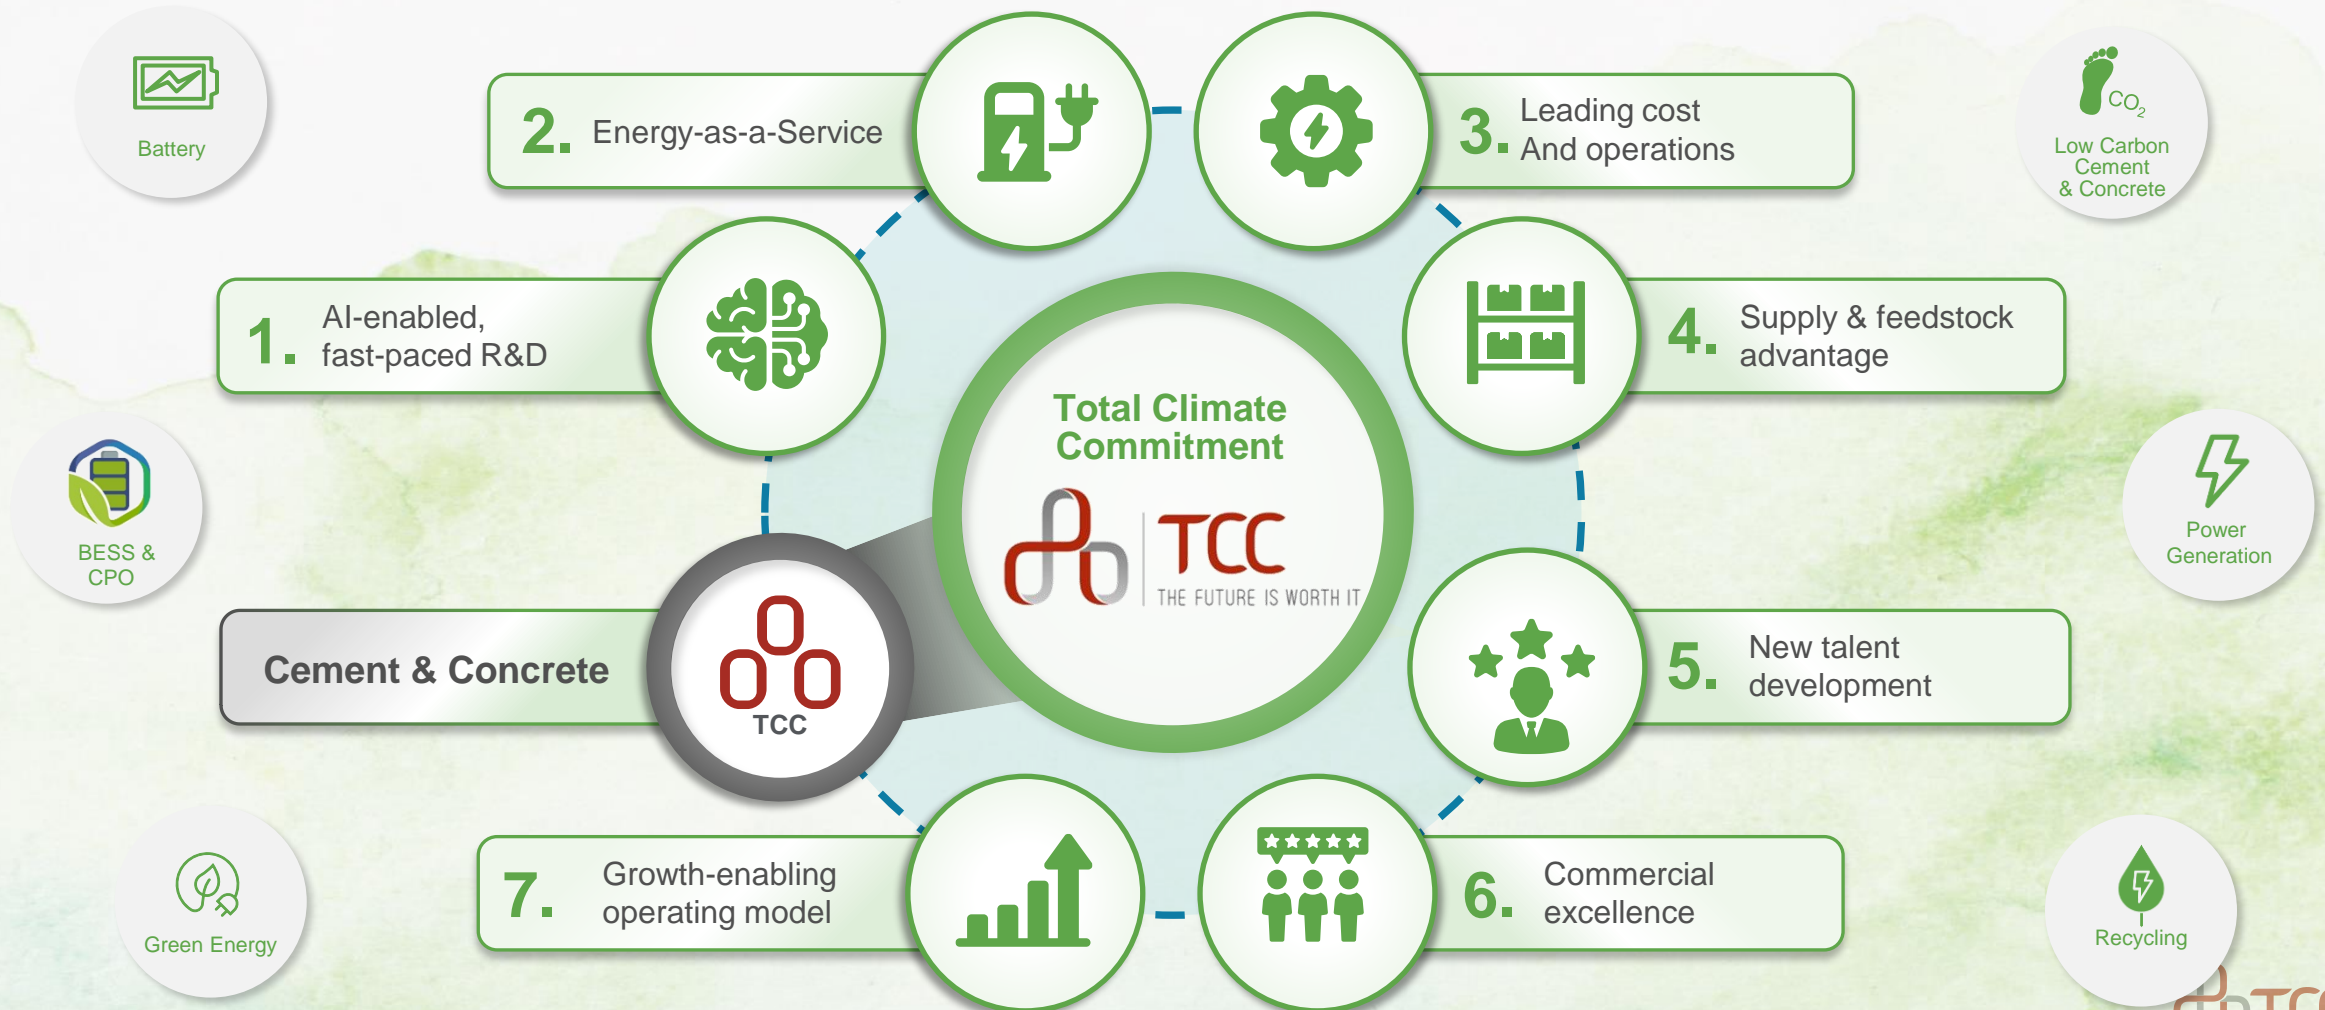 Battery
2. Energy-as-a-Service
3. Leading cost
And operations
CO2
Low Carbon
Cement
& Concrete
1. AI-enabled,
fast-paced R&D
4. Supply & feedstock
advantage
Total Climate
Commitment
TCC
THE FUTURE IS WORTH IT
BESS &
CPO
Power
Generation
Cement & Concrete
TCC
5. New talent
development
7. Growth-enabling
operating model
6. Commercial
excellence
Green Energy
Recycling
TCC